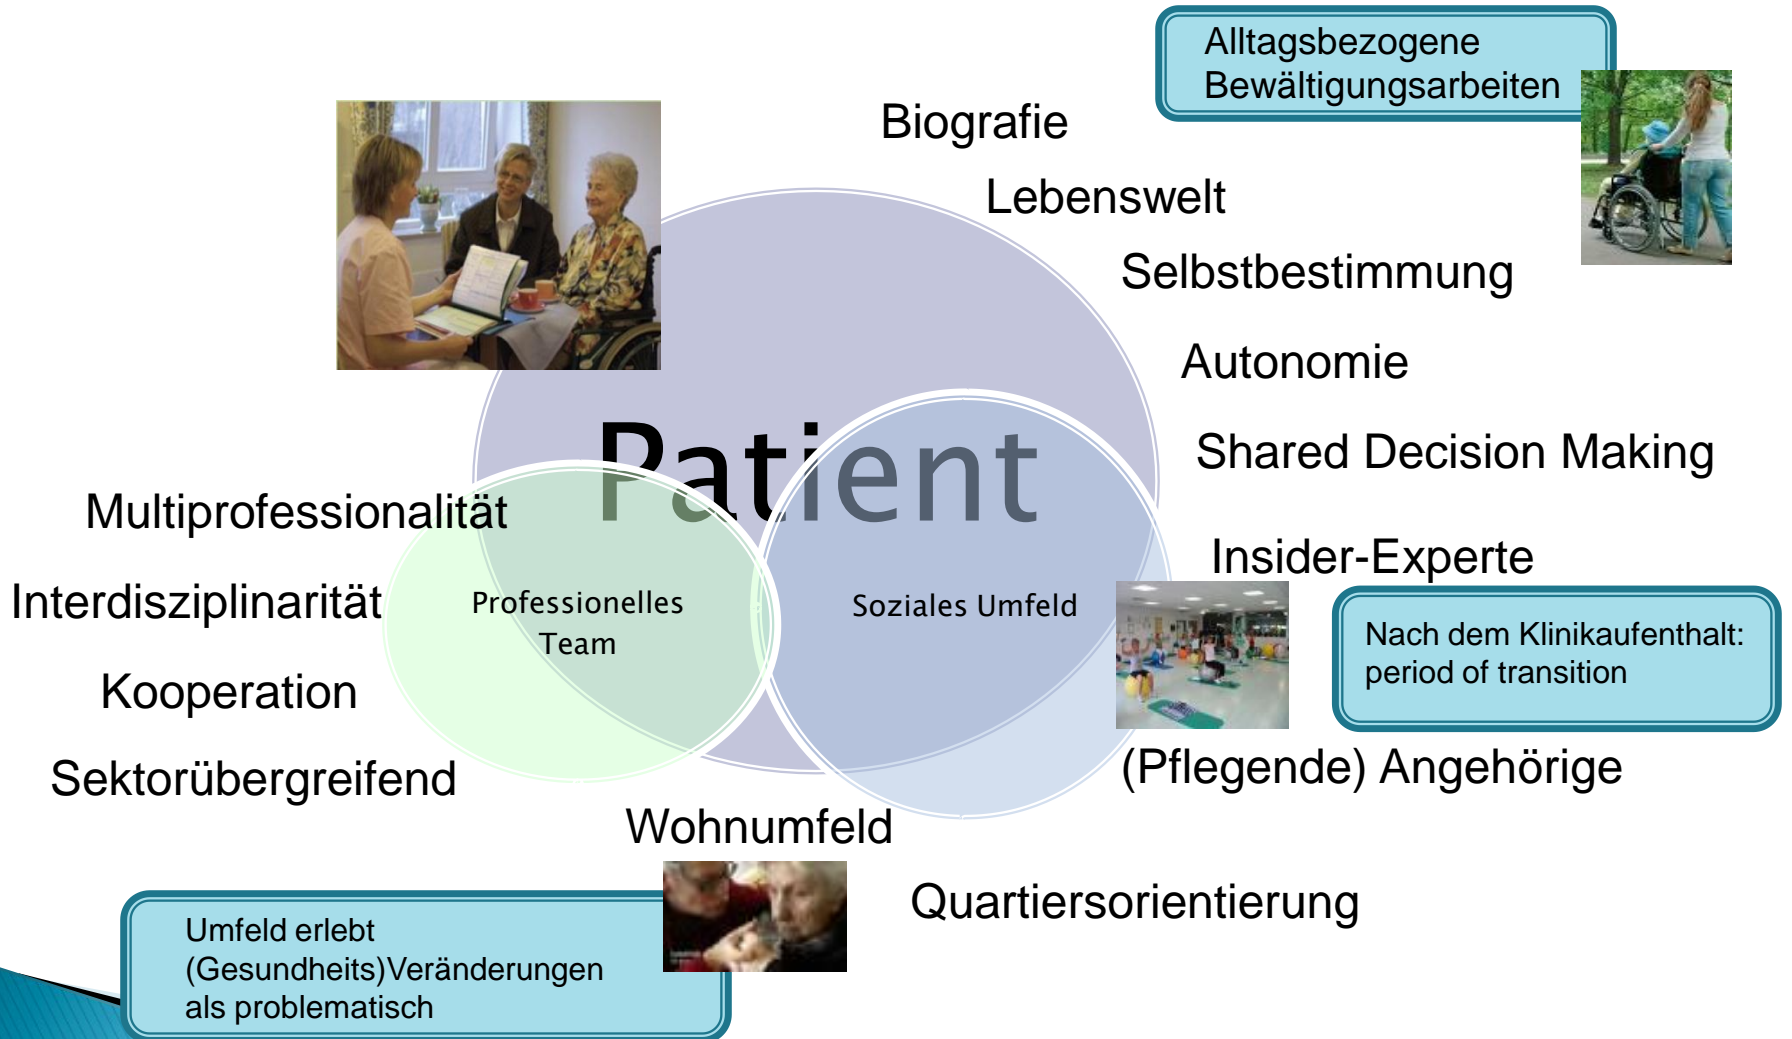 Alltagsbezogene
Bewältigungsarbeiten
Biografie
Lebenswelt
Selbstbestimmung
Autonomie
Patient
Shared Decision Making
Multiprofessionalität
Insider-Experte
Interdisziplinarität
Professionelles
Team
Soziales Umfeld
Nach dem Klinikaufenthalt:
period of transition
Kooperation
Sektorübergreifend
(Pflegende) Angehörige
Wohnumfeld
Quartiersorientierung
Umfeld erlebt
(Gesundheits)Veränderungen
als problematisch